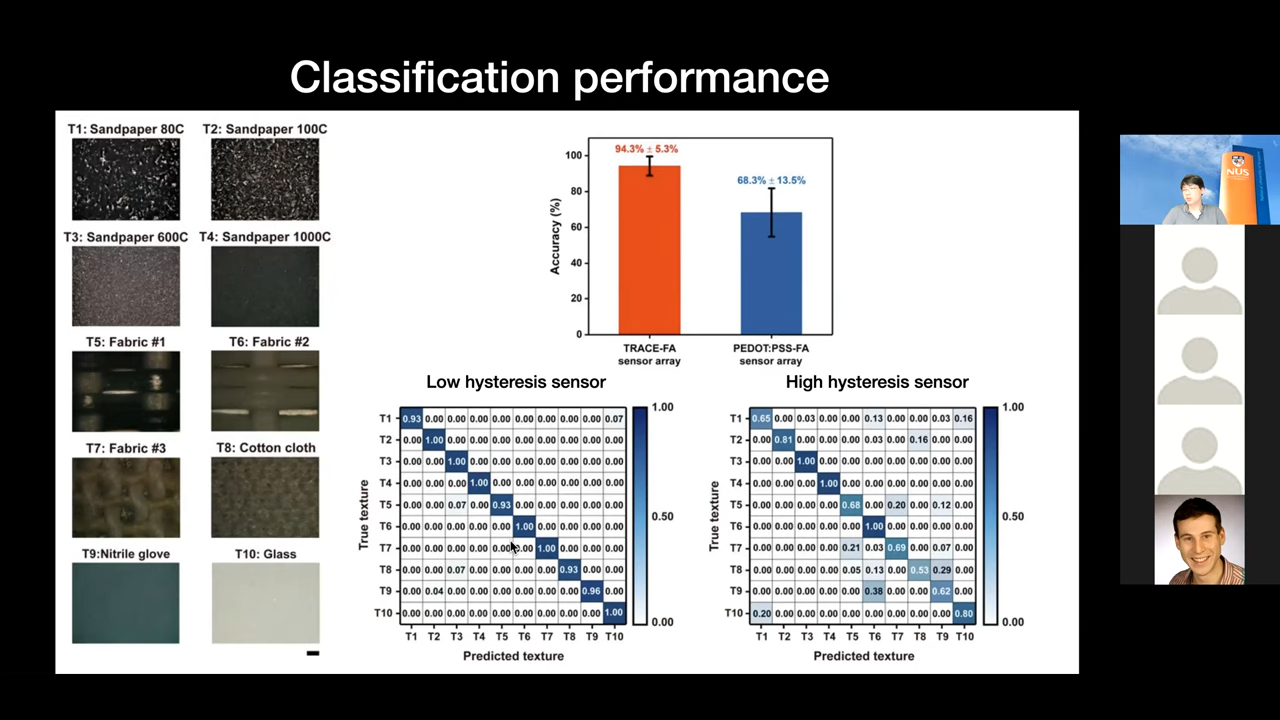 Classification performance
T1: Sandpaper 80C
T2: Sandpaper 100C
T3: Sandpaper 600C
T4: Sandpaper 1000C
T5: Fabric #1
T6: Fabric #2
T7: Fabric #3
T8: Cotton cloth
T9:Nitrile glove
T10: Glass
94.3% ± 5.3%
68.3% ± 13.5%
Accuracy (%)
100
80
60
40
20
0
TRACE-FA
sensor array
PEDOT:PSS-FA
sensor array
Low hysteresis sensor
True texture
T1 0.93 0.00 0.00 0.00 0.00 0.00 0.00 0.00 0.00 0.07
T2 0.00 1.00 0.00 0.00 0.00 0.00 0.00 0.00 0.00 0.00
T3 0.00 0.00 1.00 0.00 0.00 0.00 0.00 0.00 0.00 0.00
T4 0.00 0.00 0.00 1.00 0.00 0.00 0.00 0.00 0.00 0.00
T5 0.00 0.00 0.07 0.00 0.93 0.00 0.00 0.00 0.00 0.00
T6 0.00 0.00 0.00 0.00 0.00 1.00 0.00 0.00 0.00 0.00
T7 0.00 0.00 0.00 0.00 0.00 0.00 1.00 0.00 0.00 0.00
T8 0.00 0.00 0.07 0.00 0.00 0.00 0.00 0.93 0.00 0.00
T9 0.00 0.04 0.00 0.00 0.00 0.00 0.00 0.00 0.96 0.00
T10 0.00 0.00 0.00 0.00 0.00 0.00 0.00 0.00 0.00 1.00
T1 T2 T3 T4 T5 T6 T7 T8 T9 T10
Predicted texture
1.00
0.50
0.00
High hysteresis sensor
True texture
T1 0.65 0.00 0.03 0.00 0.00 0.13 0.00 0.00 0.03 0.16
T2 0.00 0.81 0.00 0.00 0.00 0.03 0.00 0.16 0.00 0.00
T3 0.00 0.00 1.00 0.00 0.00 0.00 0.00 0.00 0.00 0.00
T4 0.00 0.00 0.00 1.00 0.00 0.00 0.00 0.00 0.00 0.00
T5 0.00 0.00 0.00 0.00 0.68 0.00 0.20 0.00 0.12 0.00
T6 0.00 0.00 0.00 0.00 0.00 1.00 0.00 0.00 0.00 0.00
T7 0.00 0.00 0.00 0.00 0.21 0.03 0.69 0.00 0.07 0.00
T8 0.00 0.00 0.00 0.00 0.05 0.13 0.00 0.53 0.29 0.00
T9 0.00 0.00 0.00 0.00 0.00 0.38 0.00 0.00 0.62 0.00
T10 0.20 0.00 0.00 0.00 0.00 0.00 0.00 0.00 0.00 0.80
T1 T2 T3 T4 T5 T6 T7 T8 T9 T10
Predicted texture
1.00
0.50
0.00
NUS